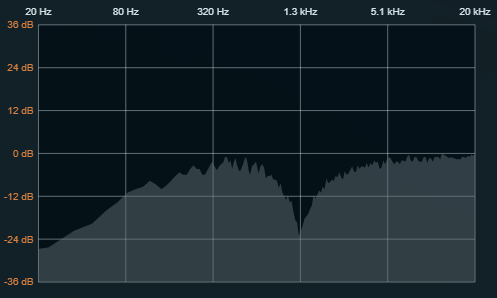 20 Hz 80 Hz 320 Hz 1.3 kHz 5.1 kHz 20 kHz
36 dB
24 dB
12 dB
0 dB
-12 dB
-24 dB
-36 dB